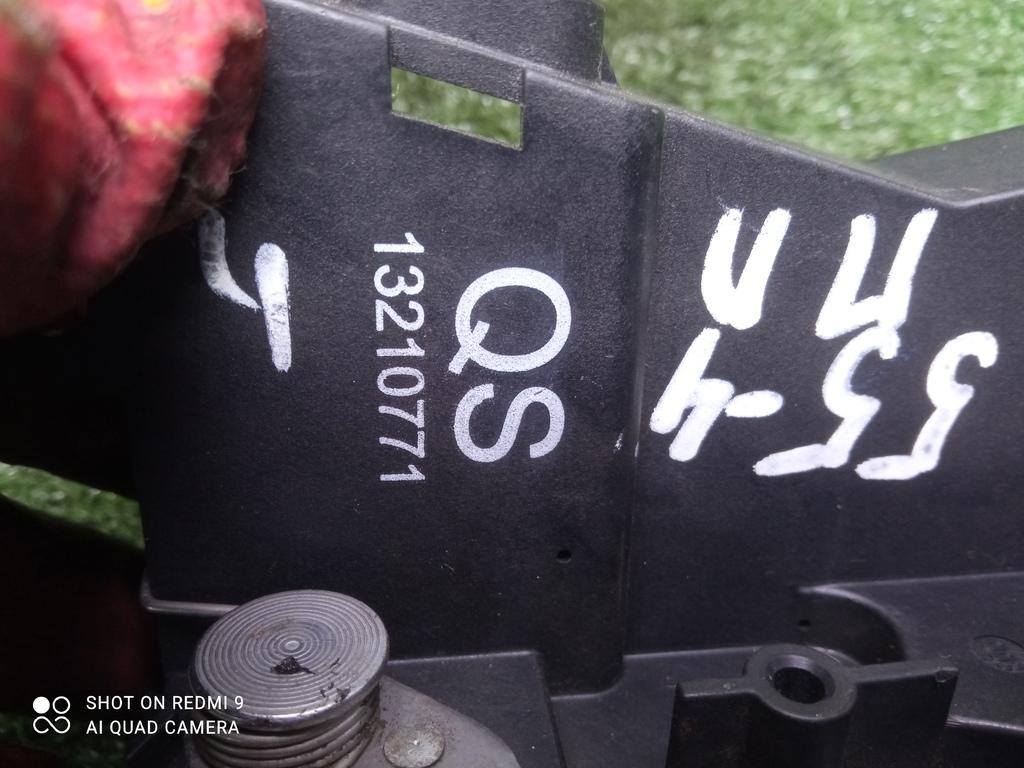 QS
13210771
55-4
ПП
SHOT ON REDMI 9
AI QUAD CAMERA